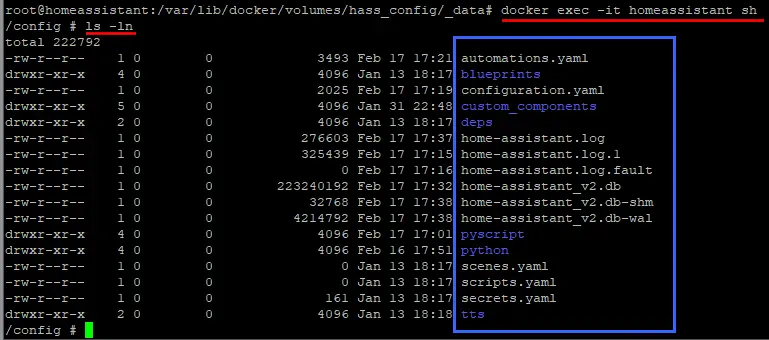 root@homeassistant:/var/lib/docker/volumes/hass_config/_data# docker exec -it homeassistant sh
/config # ls -ln
total 222792
-rw-r--r-- 1 0 0 3493 Feb 17 17:21 automations.yaml
drwxr-xr-x 4 0 0 4096 Jan 13 18:17 blueprints
-rw-r--r-- 1 0 0 2025 Feb 17 17:19 configuration.yaml
drwxr-xr-x 5 0 0 4096 Jan 31 22:48 custom_components
drwxr-xr-x 2 0 0 4096 Jan 13 18:17 deps
-rw-r--r-- 1 0 0 276603 Feb 17 17:37 home-assistant.log
-rw-r--r-- 1 0 0 325439 Feb 17 17:15 home-assistant.log.1
-rw-r--r-- 1 0 0 0 Feb 17 17:16 home-assistant.log.fault
-rw-r--r-- 1 0 0 223240192 Feb 17 17:32 home-assistant_v2.db
-rw-r--r-- 1 0 0 32768 Feb 17 17:38 home-assistant_v2.db-shm
-rw-r--r-- 1 0 0 4214792 Feb 17 17:38 home-assistant_v2.db-wal
drwxr-xr-x 4 0 0 4096 Feb 17 17:01 pyscript
drwxr-xr-x 4 0 0 4096 Feb 16 17:51 python
-rw-r--r-- 1 0 0 0 Jan 13 18:17 scenes.yaml
-rw-r--r-- 1 0 0 0 Jan 13 18:17 scripts.yaml
-rw-r--r-- 1 0 0 161 Jan 13 18:17 secrets.yaml
drwxr-xr-x 2 0 0 4096 Jan 13 18:18 tts
/config #